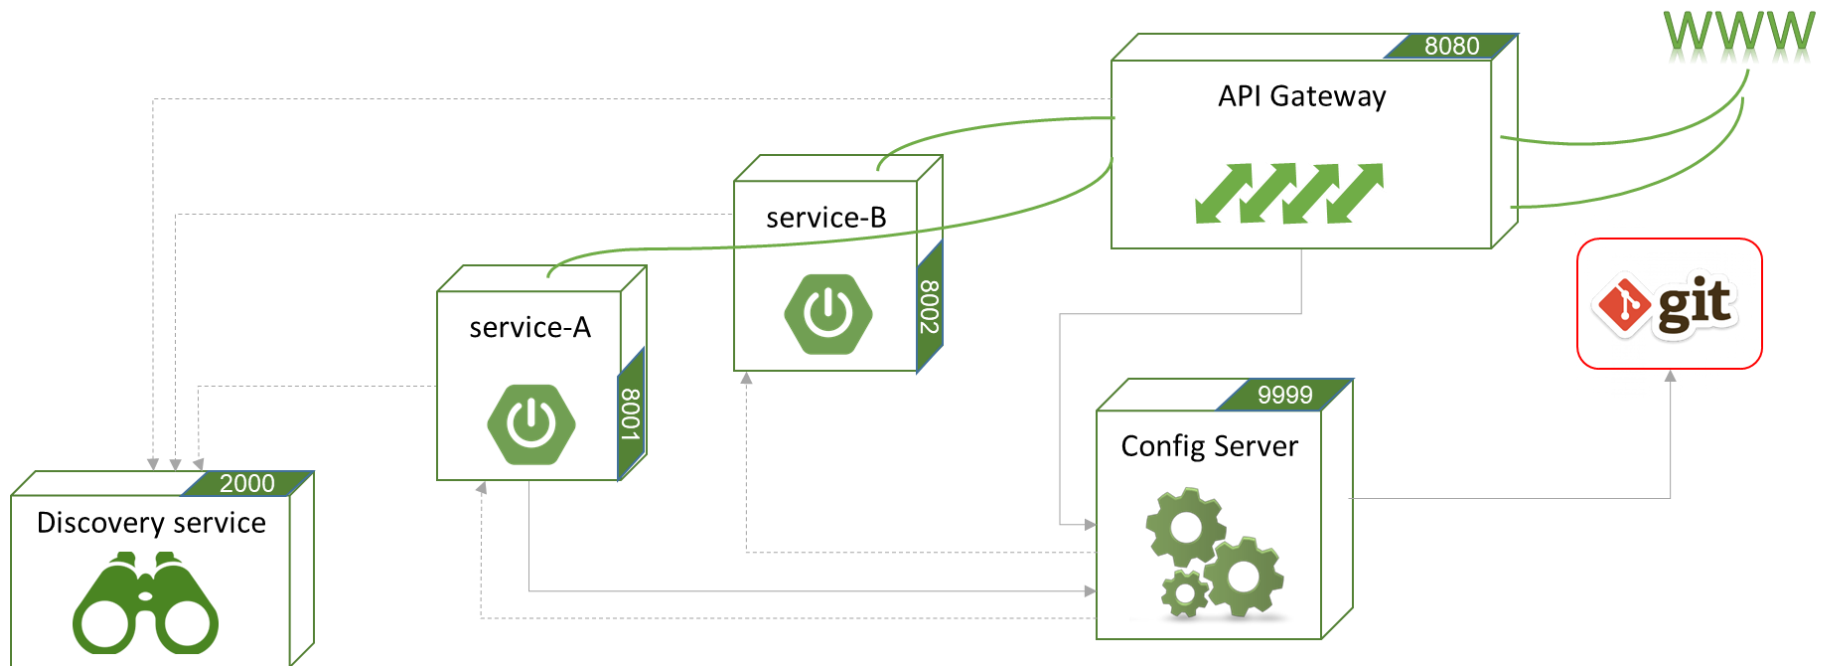 WWW
8080
API Gateway
service-B
8002
git
service-A
8001
9999
Config Server
2000
Discovery service